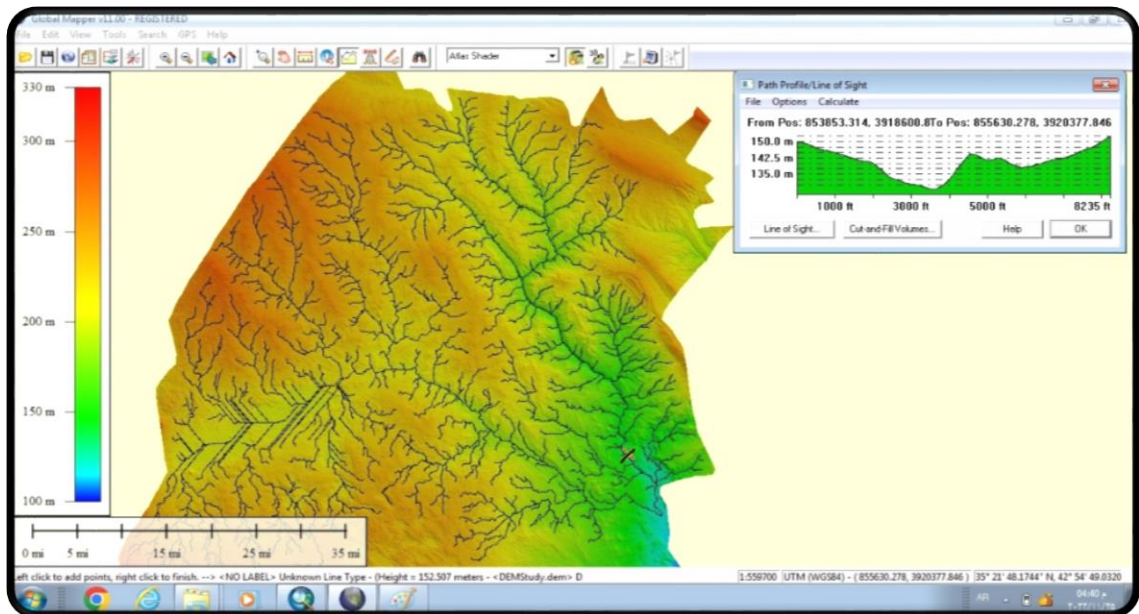 Global Mapper v11.00 - REGISTERED
File Edit View Tools Search GPS Help
Atlas Shader
330 m
300 m
250 m
200 m
150 m
100 m
0 mi 5 mi 15 mi 25 mi 35 mi
Path Profile/Line of Sight
File Options Calculate
From Pos: 853853.314, 3918600.8To Pos: 855630.278, 3920377.846
150.0 m
142.5 m
135.0 m
1000 ft 3000 ft 5000 ft 8235 ft
Line of Sight... Cut-and-Fill Volumes... Help OK
Left click to add points, right click to finish. --> <NO LABEL> Unknown Line Type - (Height = 152.507 meters - <DEMStudy.dem> D
1:559700 UTM (WGS84) - ( 855630.278, 3920377.846 ) 35° 21' 48.1744" N, 42° 54' 49.0320
AR
04:40 م